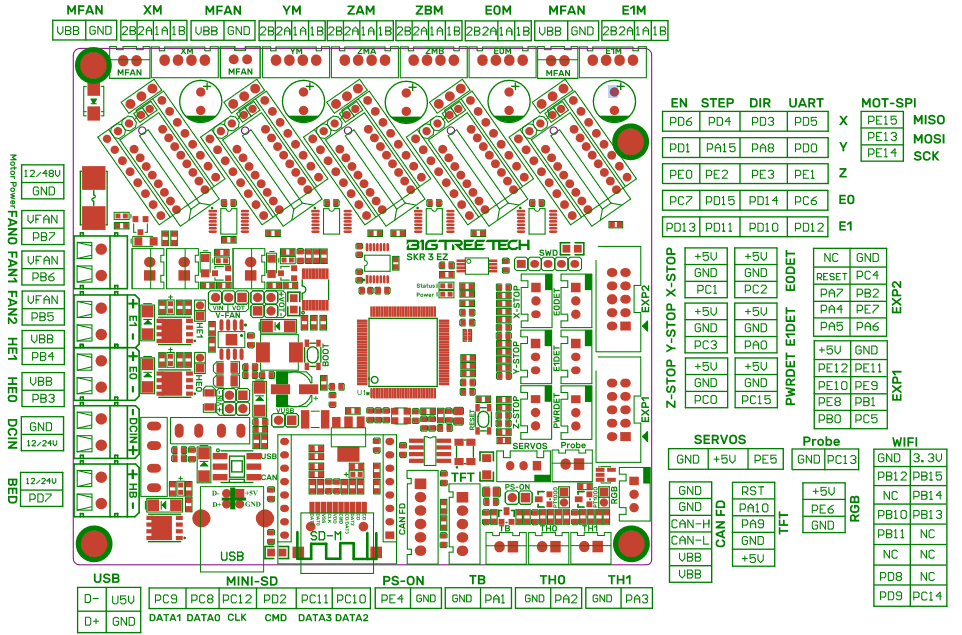 MFAN XM MFAN YM ZAM ZBM E0M MFAN E1M
VBB GND 2B 2A 1A 1B VBB GND 2B 2A 1A 1B 2B 2A 1A 1B 2B 2A 1A 1B 2B 2A 1A 1B VBB GND 2B 2A 1A 1B
XM YM ZMA ZMB E0M E1M
MFAN MFAN MFAN
EN STEP DIR UART
PD6 PD4 PD3 PD5 X
PD1 PA15 PA8 PD0 Y
PE0 PE2 PE3 PE1 Z
PC7 PD15 PD14 PC6 E0
PD13 PD11 PD10 PD12 E1
MOT-SPI
PE15 MISO
PE13 MOSI
PE14 SCK
Motor Power
12/48V
GND
FAN0
VFAN
PB7
FAN1
VFAN
PB6
FAN2
VFAN
PB5
HE1
VBB
PB4
HE0
VBB
PB3
DCIN
GND
12/24V
BED
12/24V
PD7
BIGTREETECH
SKR 3 EZ
Status
Power
SWD
VIN VOT
V-FAN
BOOT
U1
E1
HE1
E0
HE0
DCIN
HB
VUSB
USB
CAN
RESET
X-STOP
Y-STOP
Z-STOP
E0DET
E1DET
PWRDET
EXP2
EXP1
SERVOS
Probe
RGB
TFT
PS-ON
CAN FD
TB TH0 TH1
D- +5V
D+ GND
USB
SD-M
X-STOP
+5V
GND
PC1
E0DET
+5V
GND
PC2
Y-STOP
+5V
GND
PC3
E1DET
+5V
GND
PA0
Z-STOP
+5V
GND
PC0
PWRDET
+5V
GND
PC15
EXP2
NC GND
RESET PC4
PA7 PB2
PA4 PE7
PA5 PA6
EXP1
+5V GND
PE12 PE11
PE10 PE9
PE8 PB1
PB0 PC5
SERVOS
GND +5V PE5
Probe
GND PC13
WIFI
GND 3.3V
PB12 PB15
NC PB14
PB10 PB13
PB11 NC
NC NC
PD8 NC
PD9 PC14
CAN FD
GND
GND
CAN-H
CAN-L
VBB
VBB
TFT
RST
PA10
PA9
GND
+5V
RGB
+5V
PE6
GND
USB
D- U5V
D+ GND
MINI-SD
PC9 PC8 PC12 PD2 PC11 PC10
DATA1 DATA0 CLK CMD DATA3 DATA2
PS-ON
PE4 GND
TB
GND PA1
TH0
GND PA2
TH1
GND PA3